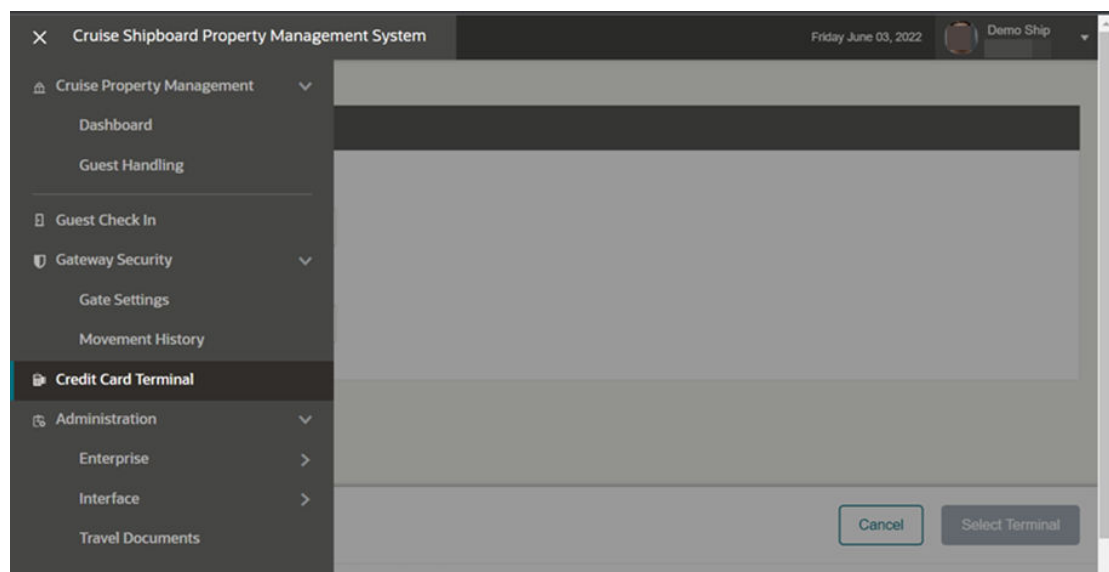 Cruise Shipboard Property Management System
Friday June 03, 2022
Demo Ship
Cruise Property Management
Dashboard
Guest Handling
Guest Check In
Gateway Security
Gate Settings
Movement History
Credit Card Terminal
Administration
Enterprise
Interface
Travel Documents
Cancel
Select Terminal